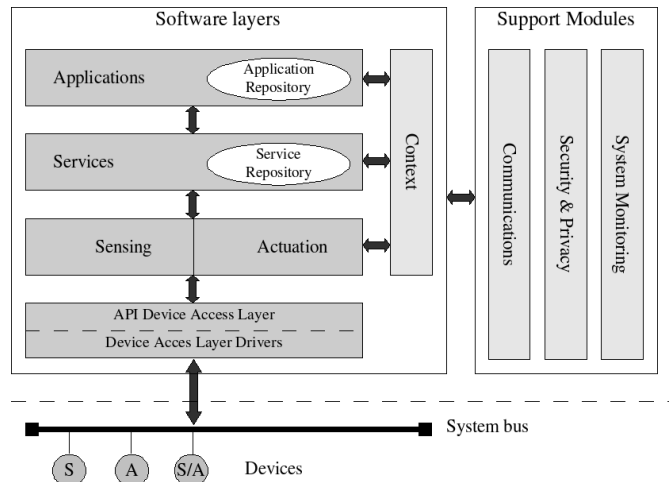 Software layers
Support Modules
Applications
Application
Repository
Services
Service
Repository
Sensing
Actuation
Context
API Device Access Layer
Device Acces Layer Drivers
Communications
Security & Privacy
System Monitoring
System bus
S
A
S/A
Devices